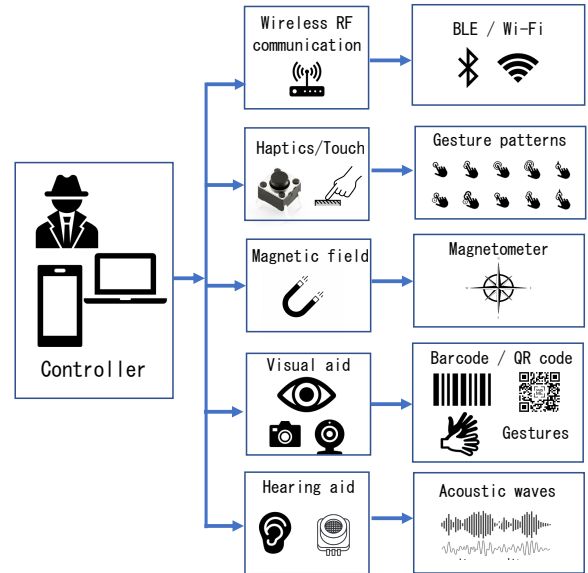 Wireless RF
communication
BLE / Wi-Fi
Haptics/Touch
Gesture patterns
Magnetic field
Magnetometer
Controller
Visual aid
Barcode / QR code
Gestures
Hearing aid
Acoustic waves